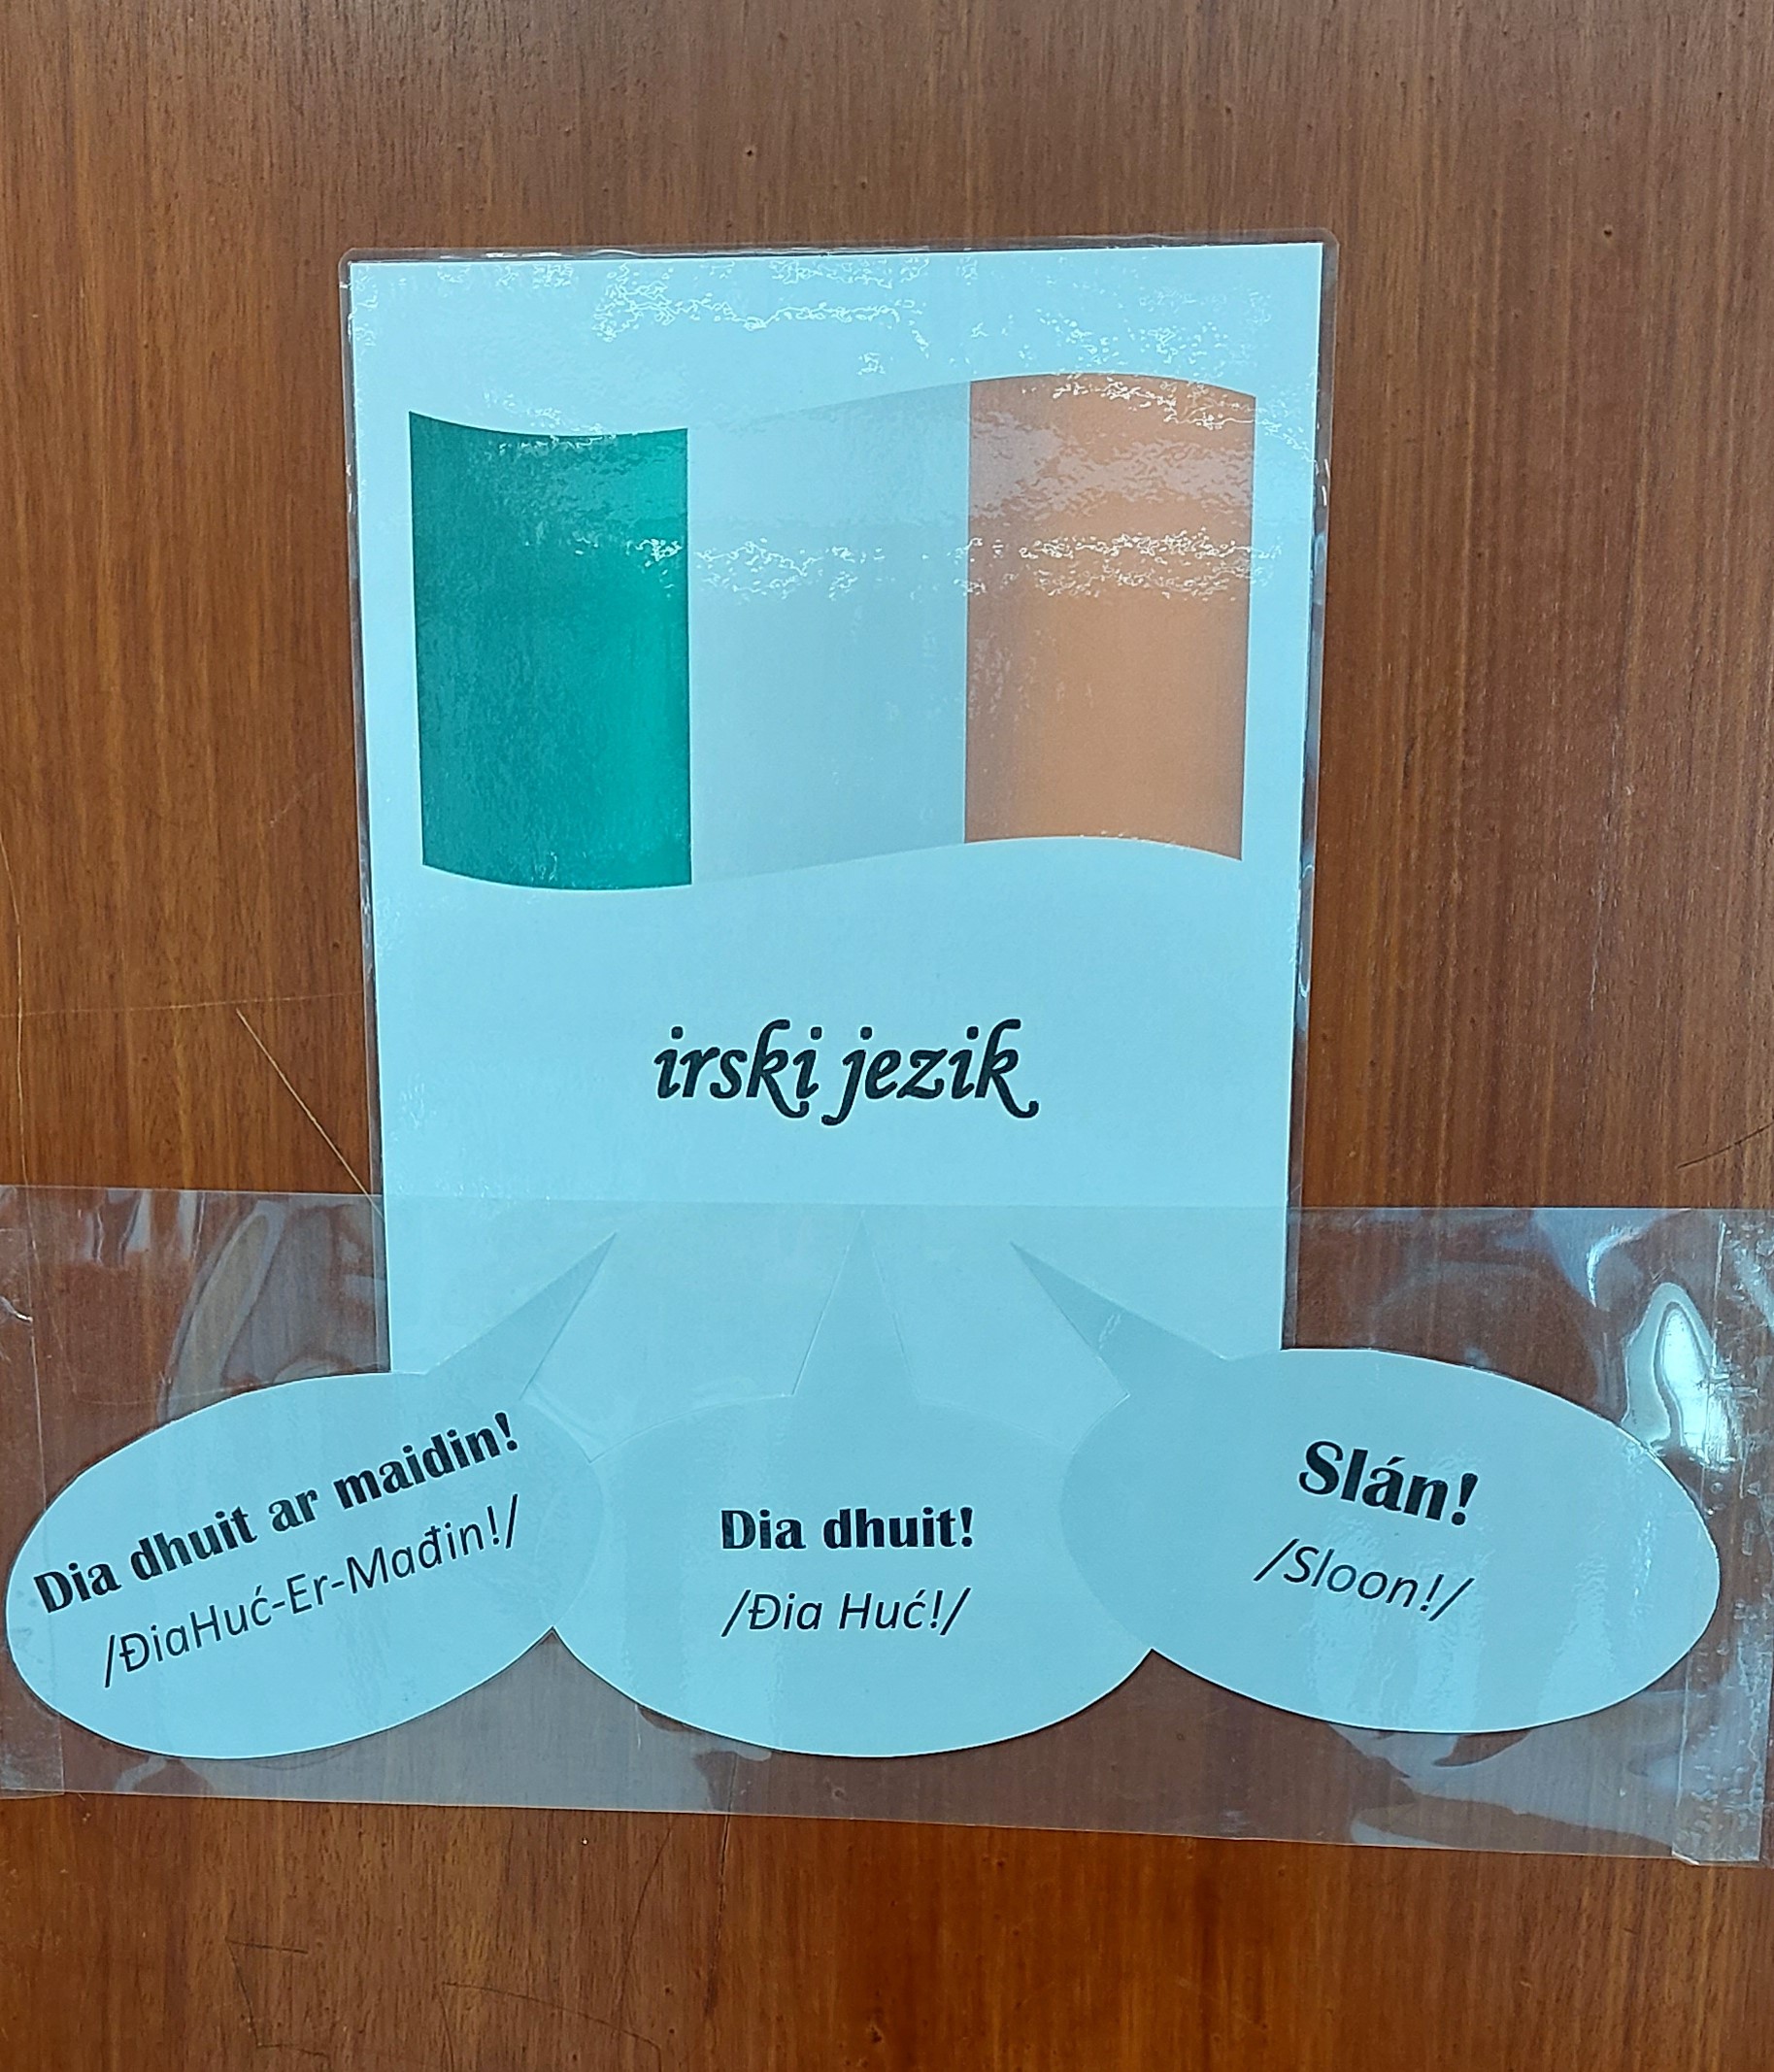 irski jezik
Dia dhuit ar maidin!
/ĐiaHuć-Er-Mađin!/
Dia dhuit!
/Đia Huć!/
Slán!
/Sloon!/